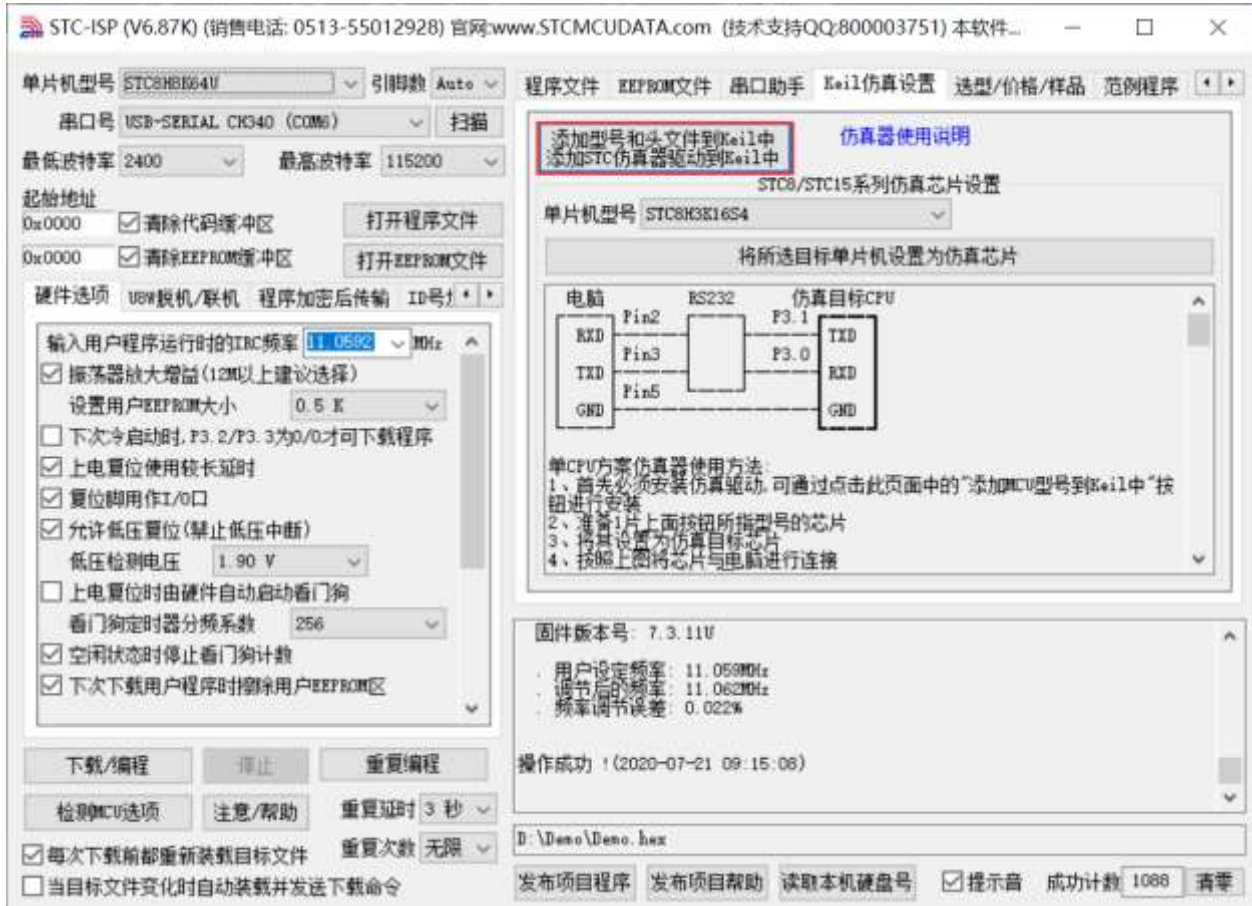 STC-ISP (V6.87K) (销售电话: 0513-55012928) 官网:www.STCMCUDATA.com (技术支持QQ:800003751) 本软件...
单片机型号 STC8H8K64U 引脚数 Auto
串口号 USB-SERIAL CH340 (COM6) 扫描
最低波特率 2400 最高波特率 115200
起始地址
0x0000 清除代码缓冲区 打开程序文件
0x0000 清除EEPROM缓冲区 打开EEPROM文件
硬件选项 U8W脱机/联机 程序加密后传输 ID号
输入用户程序运行时的IRC频率 11.0592 MHz
振荡器放大增益(12M以上建议选择)
设置用户EEPROM大小 0.5 K
下次冷启动时,P3.2/P3.3为0/0才可下载程序
上电复位使用较长延时
复位脚用作I/O口
允许低压复位(禁止低压中断)
低压检测电压 1.90 V
上电复位时由硬件自动启动看门狗
看门狗定时器分频系数 256
空闲状态时停止看门狗计数
下次下载用户程序时擦除用户EEPROM区
下载/编程 停止 重复编程
检测MCU选项 注意/帮助 重复延时 3 秒
重复次数 无限
每次下载前都重新装载目标文件
当目标文件变化时自动装载并发送下载命令
程序文件 EEPROM文件 串口助手 Keil仿真设置 选型/价格/样品 范例程序
添加型号和头文件到Keil中
添加STC仿真器驱动到Keil中
仿真器使用说明
STC8/STC15系列仿真芯片设置
单片机型号 STC8H3K16S4
将所选目标单片机设置为仿真芯片
电脑 RS232 仿真目标CPU
Pin2 P3.1
RXD TXD
Pin3 P3.0
TXD RXD
Pin5
GND GND
单CPU方案仿真器使用方法:
1、首先必须安装仿真驱动,可通过点击此页面中的"添加MCU型号到Keil中"按
钮进行安装
2、准备1片上面按钮所指型号的芯片
3、将其设置为仿真目标芯片
4、按照上图将芯片与电脑进行连接
固件版本号: 7.3.11U
. 用户设定频率: 11.059MHz
. 调节后的频率: 11.062MHz
. 频率调节误差: 0.022%
操作成功 !(2020-07-21 09:15:08)
D:\Demo\Demo.hex
发布项目程序 发布项目帮助 读取本机硬盘号 提示音 成功计数 1088 清零